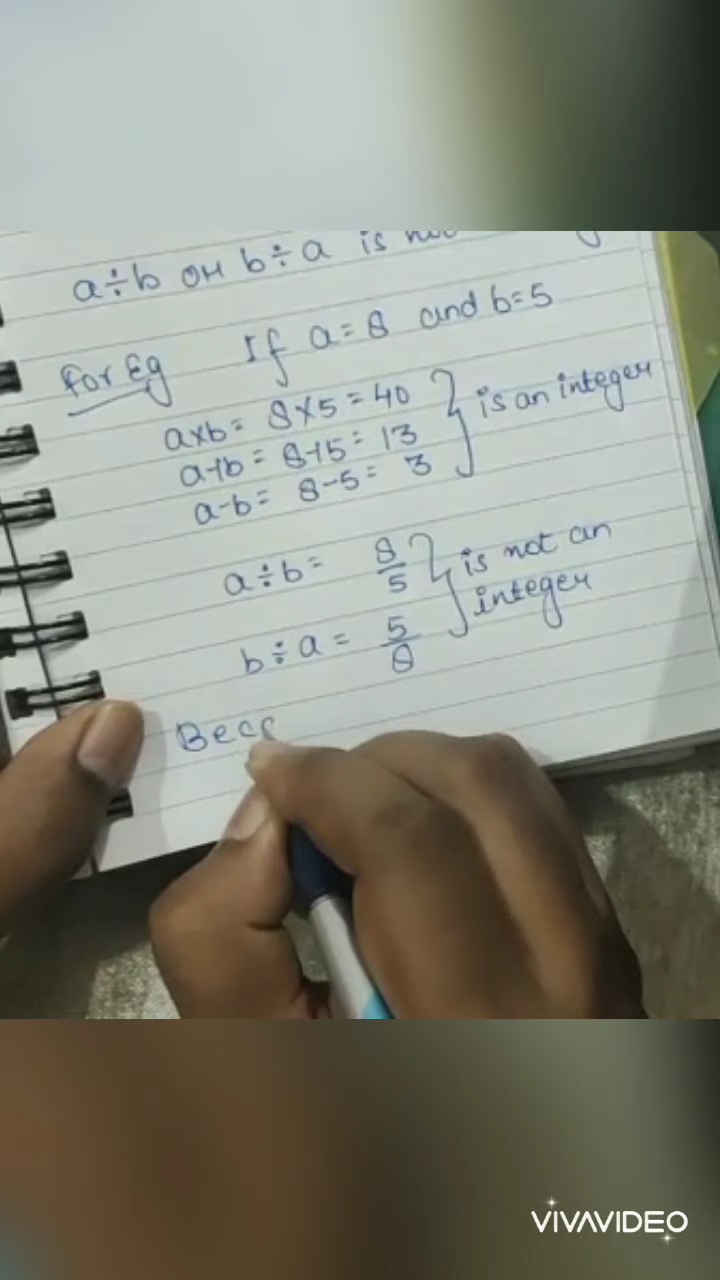 a÷b or b÷a is
For Eg If a=8 and b=5
a×b= 8×5=40
a+b= 8+5= 13
a-b= 8-5= 3
is an integer
a÷b= 8/5
b÷a= 5/8
is not an
integer
Bec
VIVAVIDEO